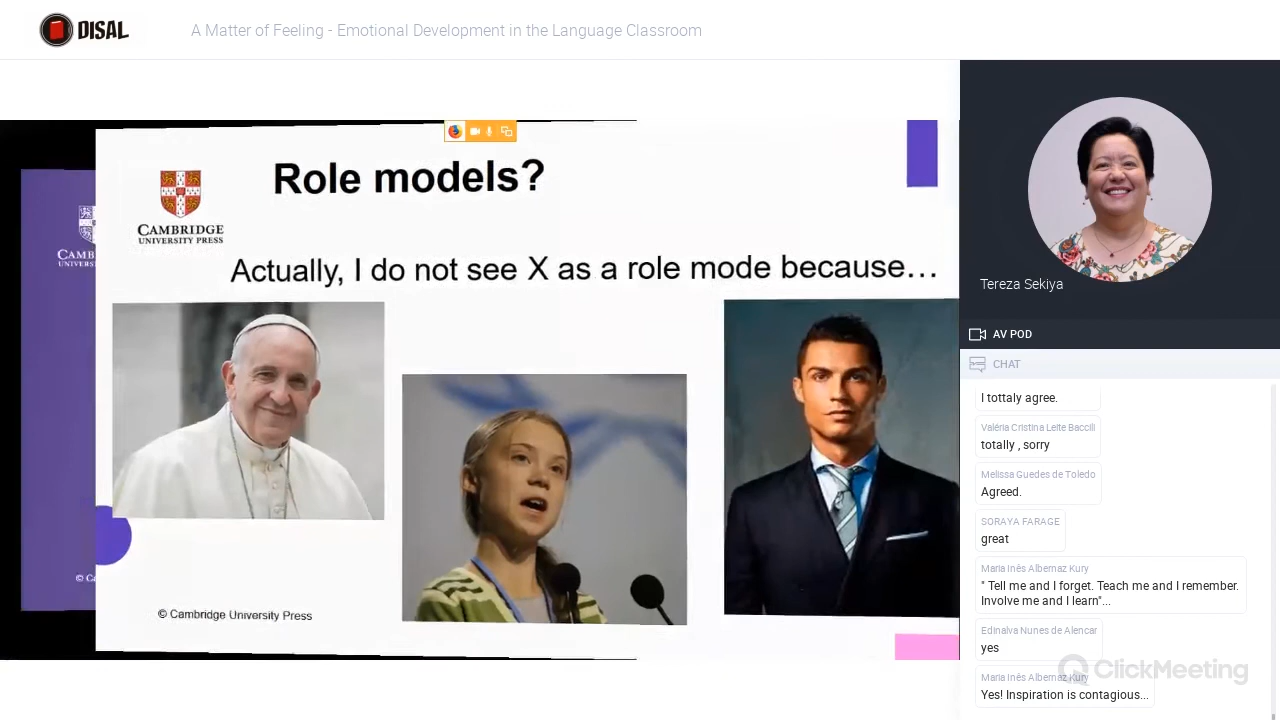 DISAL
A Matter of Feeling - Emotional Development in the Language Classroom
CAMB
UNIVERS
© Ca
Role models?
CAMBRIDGE
UNIVERSITY PRESS
Actually, I do not see X as a role mode because…
© Cambridge University Press
Tereza Sekiya
AV POD
CHAT
I tottaly agree.
Valéria Cristina Leite Baccili
totally , sorry
Melissa Guedes de Toledo
Agreed.
SORAYA FARAGE
great
Maria Inês Albernaz Kury
" Tell me and I forget. Teach me and I remember.
Involve me and I learn"...
Edinalva Nunes de Alencar
yes
Maria Inês Albernaz Kury
Yes! Inspiration is contagious...
ClickMeeting